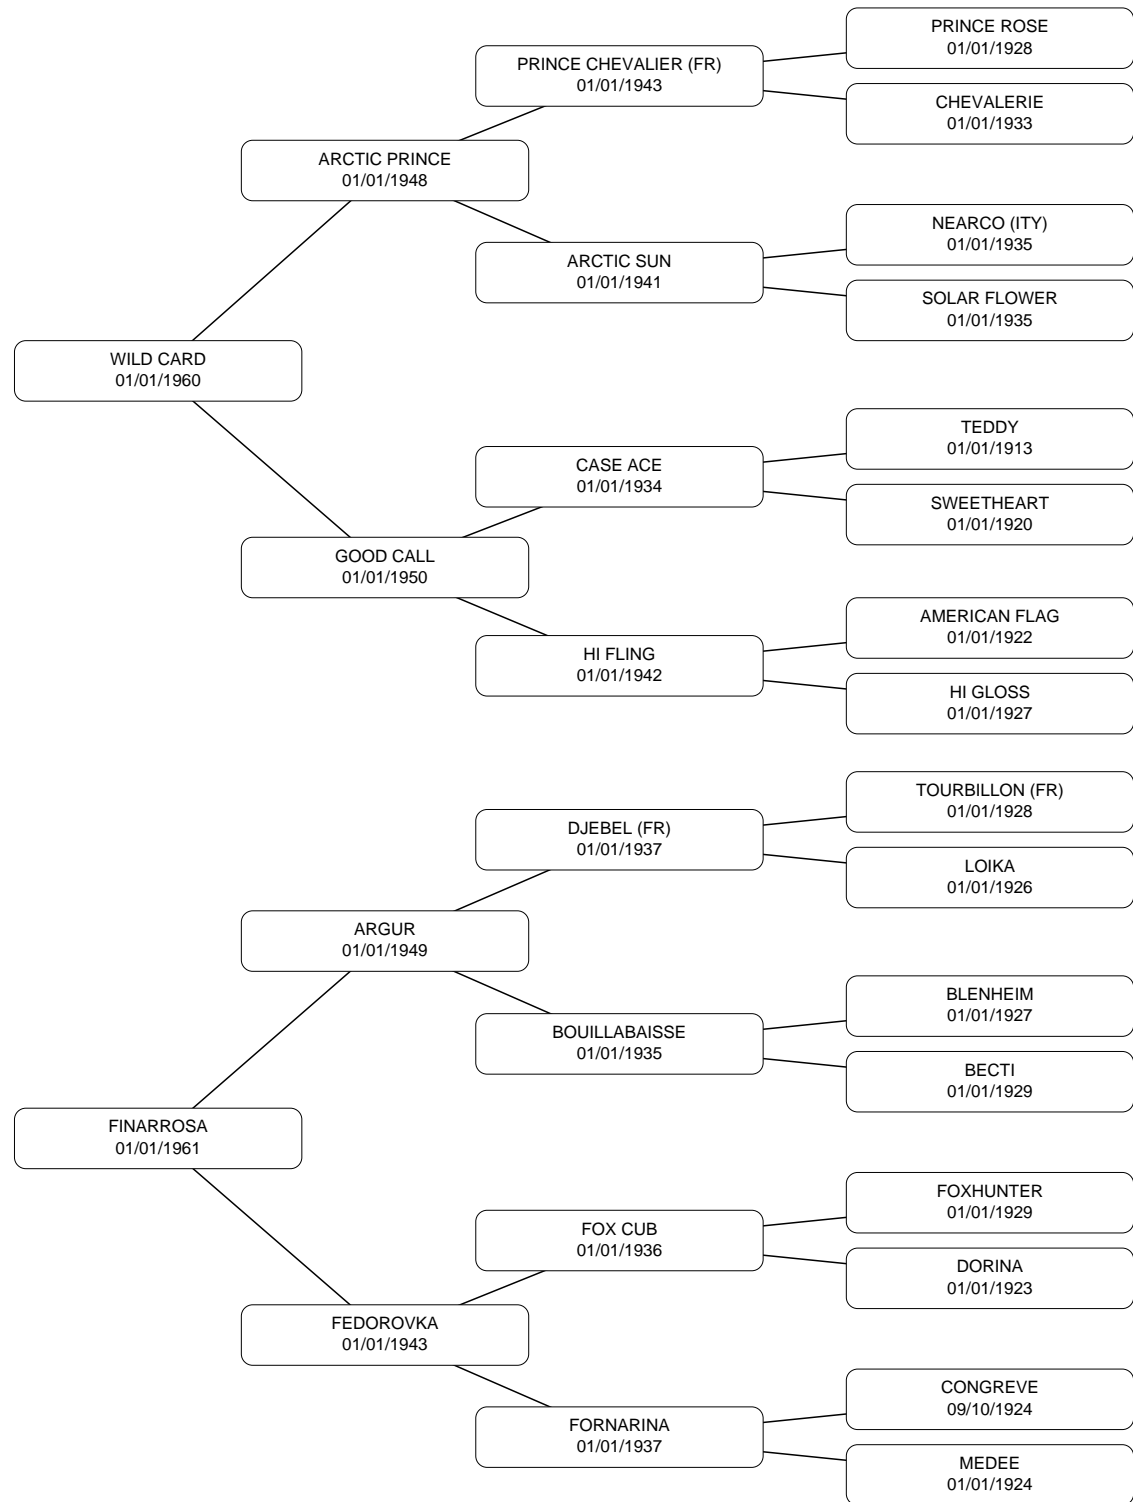 PRINCE ROSE
01/01/1928
PRINCE CHEVALIER (FR)
01/01/1943
CHEVALERIE
01/01/1933
ARCTIC PRINCE
01/01/1948
NEARCO (ITY)
01/01/1935
ARCTIC SUN
01/01/1941
SOLAR FLOWER
01/01/1935
WILD CARD
01/01/1960
TEDDY
01/01/1913
CASE ACE
01/01/1934
SWEETHEART
01/01/1920
GOOD CALL
01/01/1950
AMERICAN FLAG
01/01/1922
HI FLING
01/01/1942
HI GLOSS
01/01/1927
TOURBILLON (FR)
01/01/1928
DJEBEL (FR)
01/01/1937
LOIKA
01/01/1926
ARGUR
01/01/1949
BLENHEIM
01/01/1927
BOUILLABAISSE
01/01/1935
BECTI
01/01/1929
FINARROSA
01/01/1961
FOXHUNTER
01/01/1929
FOX CUB
01/01/1936
DORINA
01/01/1923
FEDOROVKA
01/01/1943
CONGREVE
09/10/1924
FORNARINA
01/01/1937
MEDEE
01/01/1924